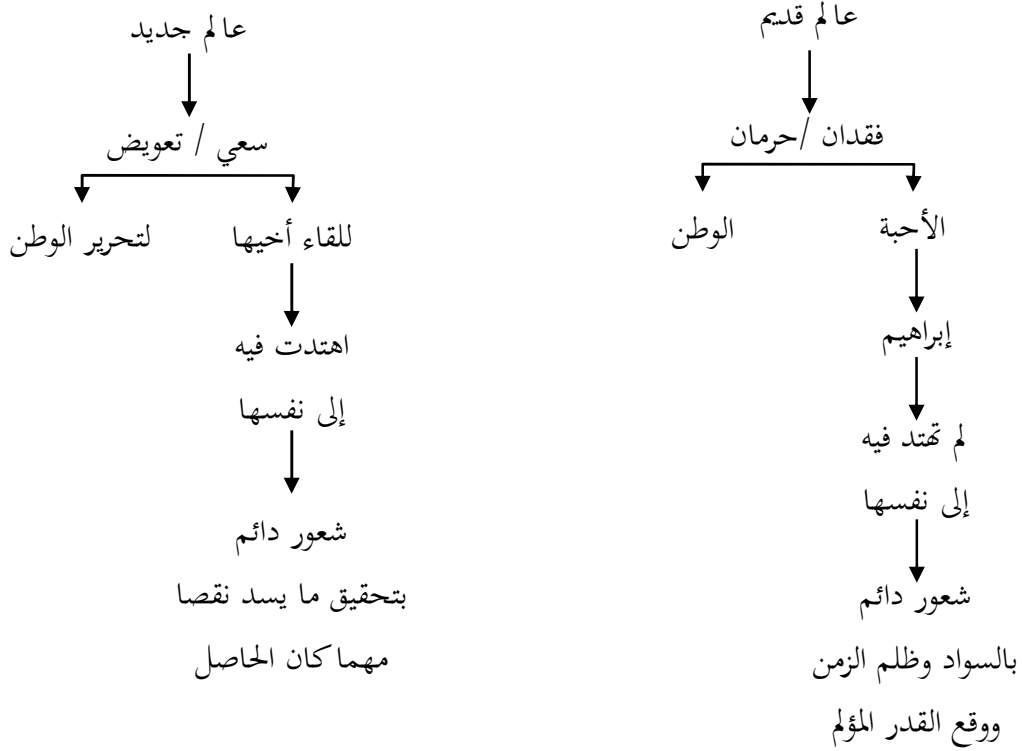 عالم قديم
فقدان /حرمان
الأحبة
الوطن
إبراهيم
لم تهتد فيه
إلى نفسها
شعور دائم
بالسواد وظلم الزمن
ووقع القدر المؤلم
عالم جديد
سعي / تعويض
للقاء أخيها
لتحرير الوطن
اهتدت فيه
إلى نفسها
شعور دائم
بتحقيق ما يسد نقصا
مهما كان الحاصل